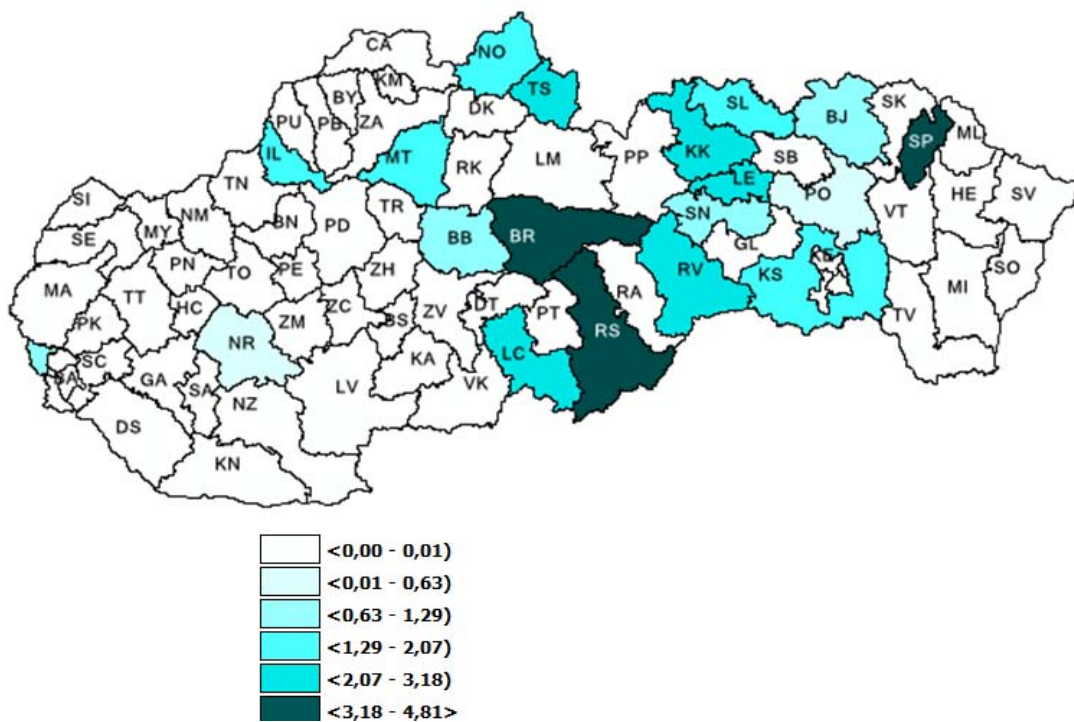 CA
NO
KM
TS
BY
DK
PU
PB
ZA
SL
SK
BJ
ML
SP
IL
MT
RK
LM
PP
KK
SB
TN
LE
PO
HE
SV
SI
NM
BN
PD
TR
SN
VT
MY
SE
BB
BR
GL
PN
TO
PE
ZH
RV
KS
SO
MA
TT
HC
ZC
RA
MI
PK
ZM
BS
ZV
DT
PT
RS
TV
NR
SC
LC
BA
GA
SA
KA
LV
VK
DS
NZ
KN
<0,00 - 0,01)
<0,01 - 0,63)
<0,63 - 1,29)
<1,29 - 2,07)
<2,07 - 3,18)
<3,18 - 4,81>